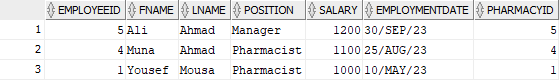 EMPLOYEEID FNAME LNAME POSITION SALARY EMPLOYMENTDATE PHARMACYID
1 5 Ali Ahmad Manager 1200 30/SEP/23 5
2 4 Muna Ahmad Pharmacist 1100 25/AUG/23 4
3 1 Yousef Mousa Pharmacist 1000 10/MAY/23 1